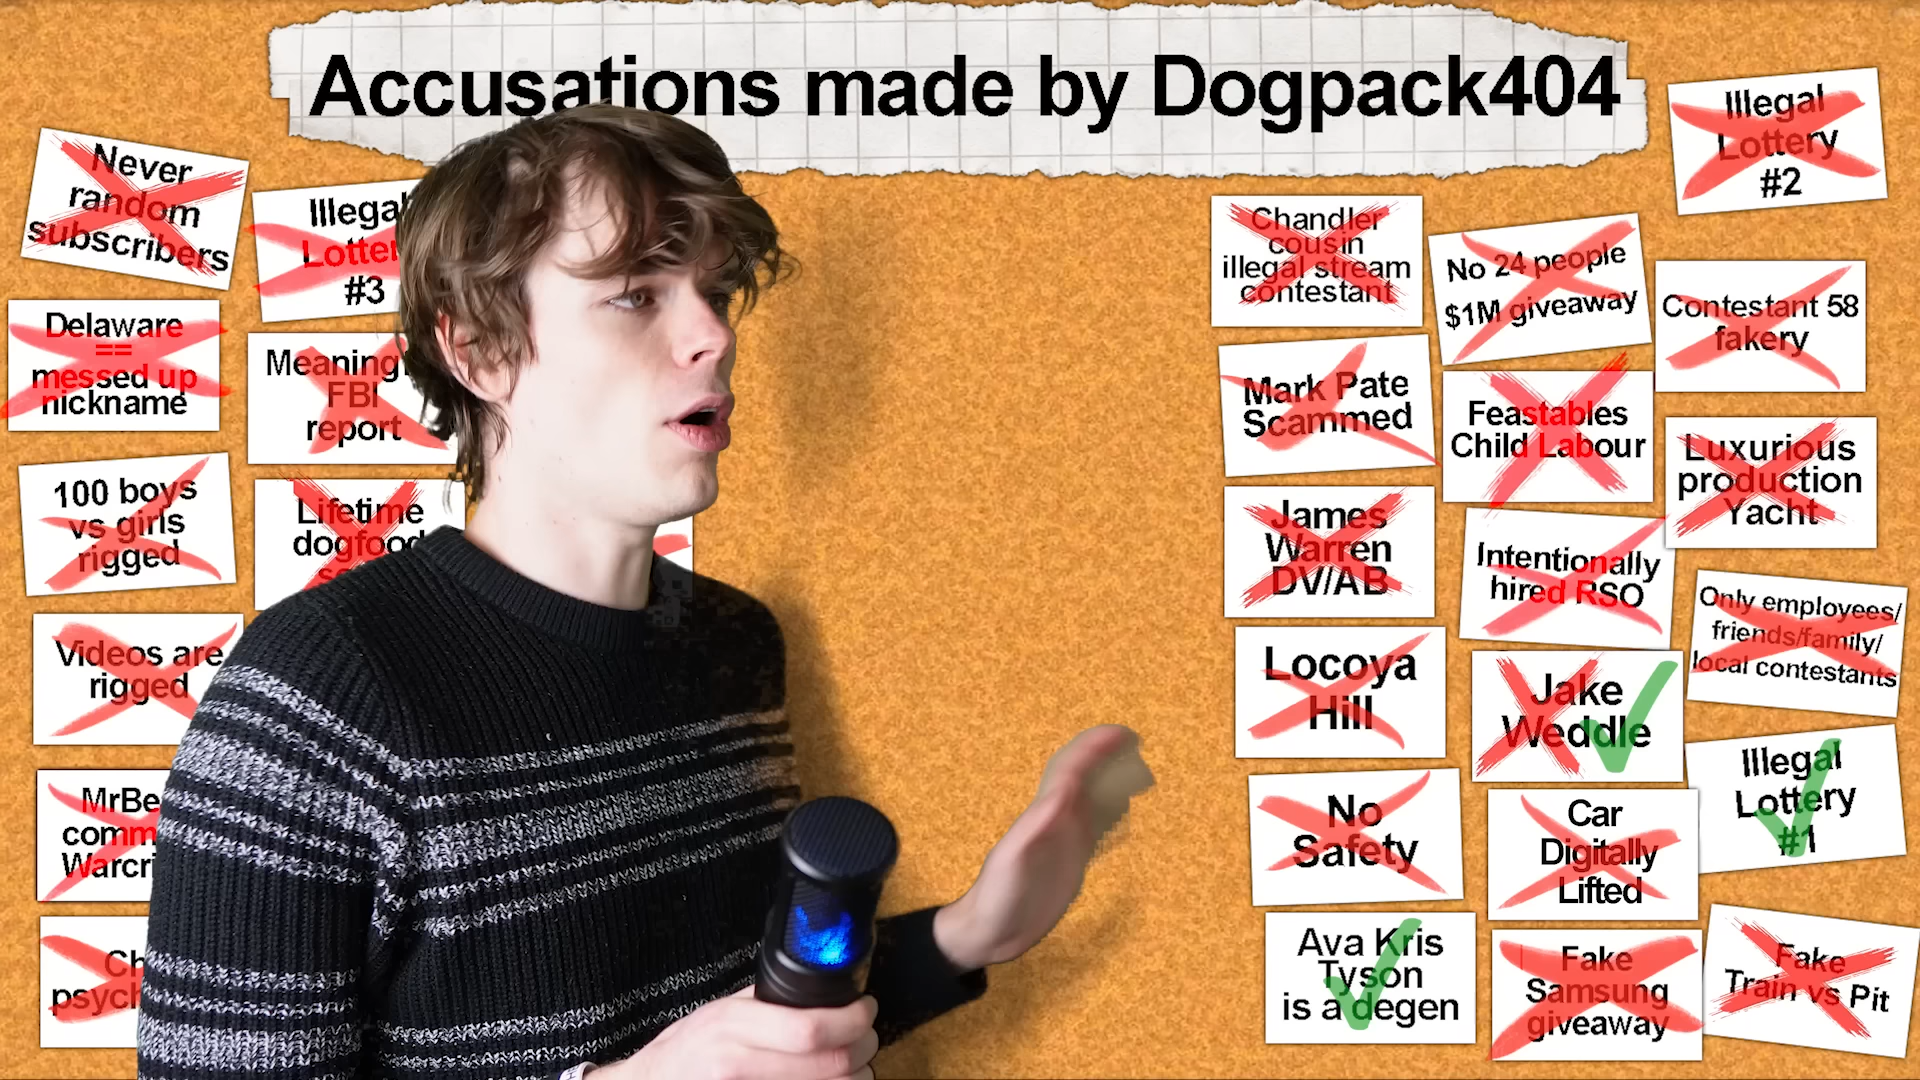 Accusations made by Dogpack404
Never
random
subscribers
Illegal
#3
Delaware
==
messed up
nickname
FBI
report
100 boys
vs girls
rigged
Lifetime
dogfood
Videos are
rigged
Chandler
cousin
illegal stream
contestant
No 24 people
$1M giveaway
Illegal
Lottery
#2
Contestant 58
fakery
Mark Pate
Scammed
Feastables
Child Labour
Luxurious
production
Yacht
James
Warren
DV/AB
Intentionally
hired RSO
Only employees/
friends/family/
local contestants
Locoya
Hill
Jake
Weddle
Illegal
Lottery
#1
No
Safety
Car
Digitally
Lifted
Ava Kris
Tyson
is a degen
Fake
Samsung
giveaway
Fake
Train vs Pit